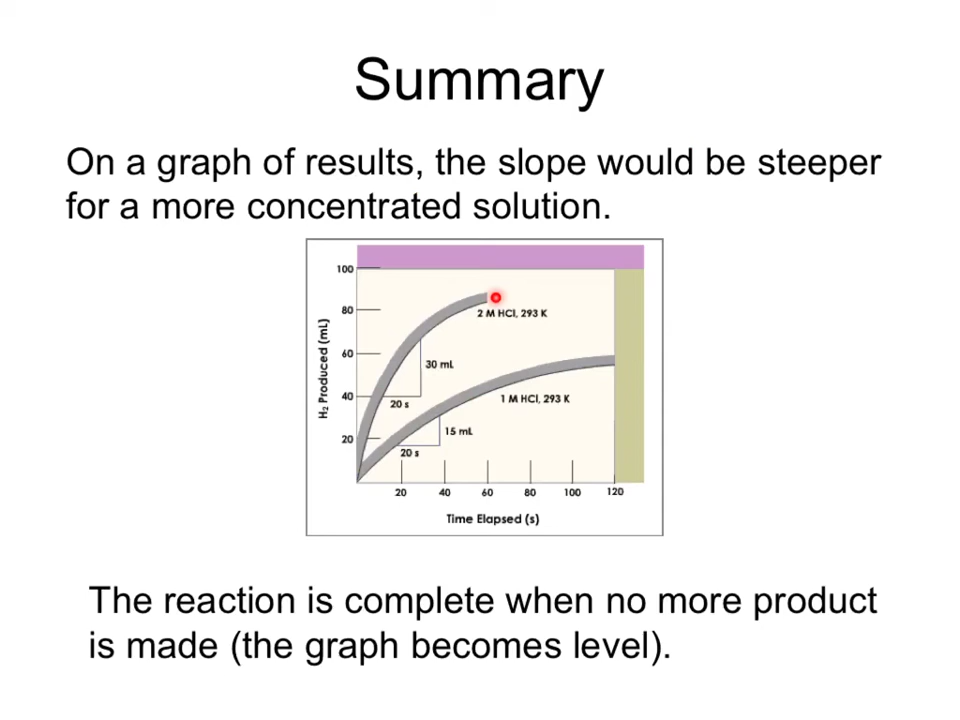 Summary
On a graph of results, the slope would be steeper
for a more concentrated solution.
100
80
60
40
20
H₂ Produced (mL)
2 M HCl, 293 K
30 mL
20 s
1 M HCl, 293 K
15 mL
20 s
20 40 60 80 100 120
Time Elapsed (s)
The reaction is complete when no more product
is made (the graph becomes level).